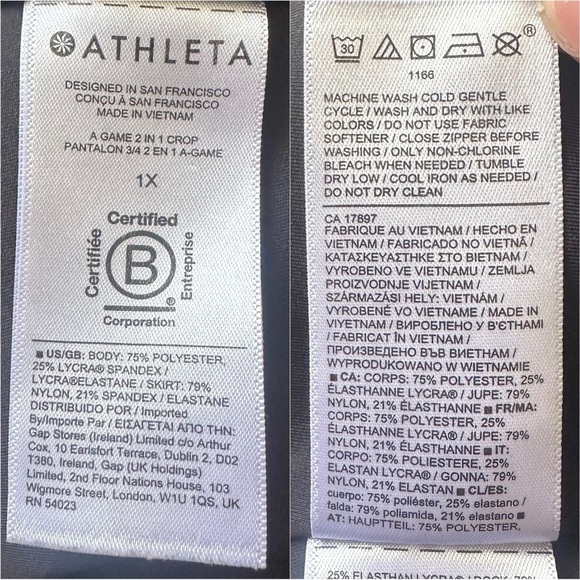 ATHLETA
DESIGNED IN SAN FRANCISCO
CONÇU À SAN FRANCISCO
MADE IN VIETNAM
A GAME 2 IN 1 CROP
PANTALON 3/4 2 EN 1 A-GAME
1X
Certified
Certifiée
B
Entreprise
®
Corporation
■ US/GB: BODY: 75% POLYESTER,
25% LYCRA® SPANDEX /
LYCRA®ELASTANE / SKIRT: 79%
NYLON, 21% SPANDEX / ELASTANE
DISTRIBUIDO POR / Imported
By/Importe Par / ΕΙΣΑΓΕΤΑΙ ΑΠΟ ΤΗΝ:
Gap Stores (Ireland) Limited c/o Arthur
Cox, 10 Earlsfort Terrace, Dublin 2, D02
T380, Ireland, Gap (UK Holdings)
Limited, 2nd Floor Nations House, 103
Wigmore Street, London, W1U 1QS, UK
RN 54023
30
®
1166
MACHINE WASH COLD GENTLE
CYCLE / WASH AND DRY WITH LIKE
COLORS / DO NOT USE FABRIC
SOFTENER / CLOSE ZIPPER BEFORE
WASHING / ONLY NON-CHLORINE
BLEACH WHEN NEEDED / TUMBLE
DRY LOW / COOL IRON AS NEEDED /
DO NOT DRY CLEAN
CA 17897
FABRIQUE AU VIETNAM / HECHO EN
VIETNAM / FABRICADO NO VIETNÃ /
ΚΑΤΑΣΚΕΥΑΣΤΗΚΕ ΣΤΟ ΒΙΕΤΝΑΜ /
VYROBENO VE VIETNAMU / ZEMLJA
PROIZVODNJE VIJETNAM /
SZÁRMAZÁSI HELY: VIETNÁM /
VYROBENÉ VO VIETNAME / MADE IN
VIYETNAM / ВИРОБЛЕНО У В'ЄТНАМІ
/ FABRICAT ÎN VIETNAM /
ПРОИЗВЕДЕНО ВЪВ ВИЕТНАМ /
WYPRODUKOWANO W WIETNAMIE
■ CA: CORPS: 75% POLYESTER, 25%
ÉLASTHANNE LYCRA® / JUPE: 79%
NYLON, 21% ÉLASTHANNE ■ FR/MA:
CORPS: 75% POLYESTER, 25%
ÉLASTHANNE LYCRA® / JUPE: 79%
NYLON, 21% ÉLASTHANNE ■ IT:
CORPO: 75% POLIESTERE, 25%
ELASTAN LYCRA® / GONNA: 79%
NYLON, 21% ELASTAN ■ CL/ES:
cuerpo: 75% poliéster, 25% elastano /
falda: 79% poliamida, 21% elastano ■
AT: HAUPTTEIL: 75% POLYESTER,
25% ELASTHAN LYCRA®